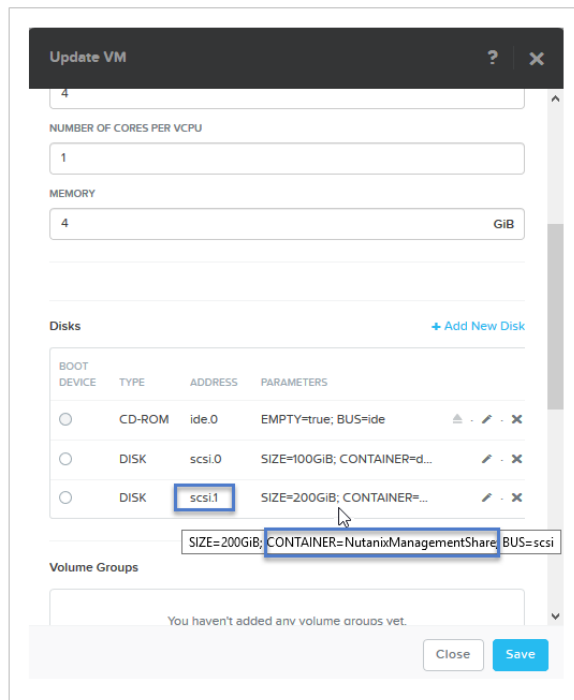 Update VM ?
4
NUMBER OF CORES PER VCPU
1
MEMORY
4 GiB
Disks + Add New Disk
BOOT DEVICE TYPE ADDRESS PARAMETERS
CD-ROM ide.0 EMPTY=true; BUS=ide
DISK scsi.0 SIZE=100GiB; CONTAINER=d...
DISK scsi.1 SIZE=200GiB; CONTAINER=...
SIZE=200GiB; CONTAINER=NutanixManagementShare; BUS=scsi
Volume Groups
You haven't added any volume groups yet.
Close Save